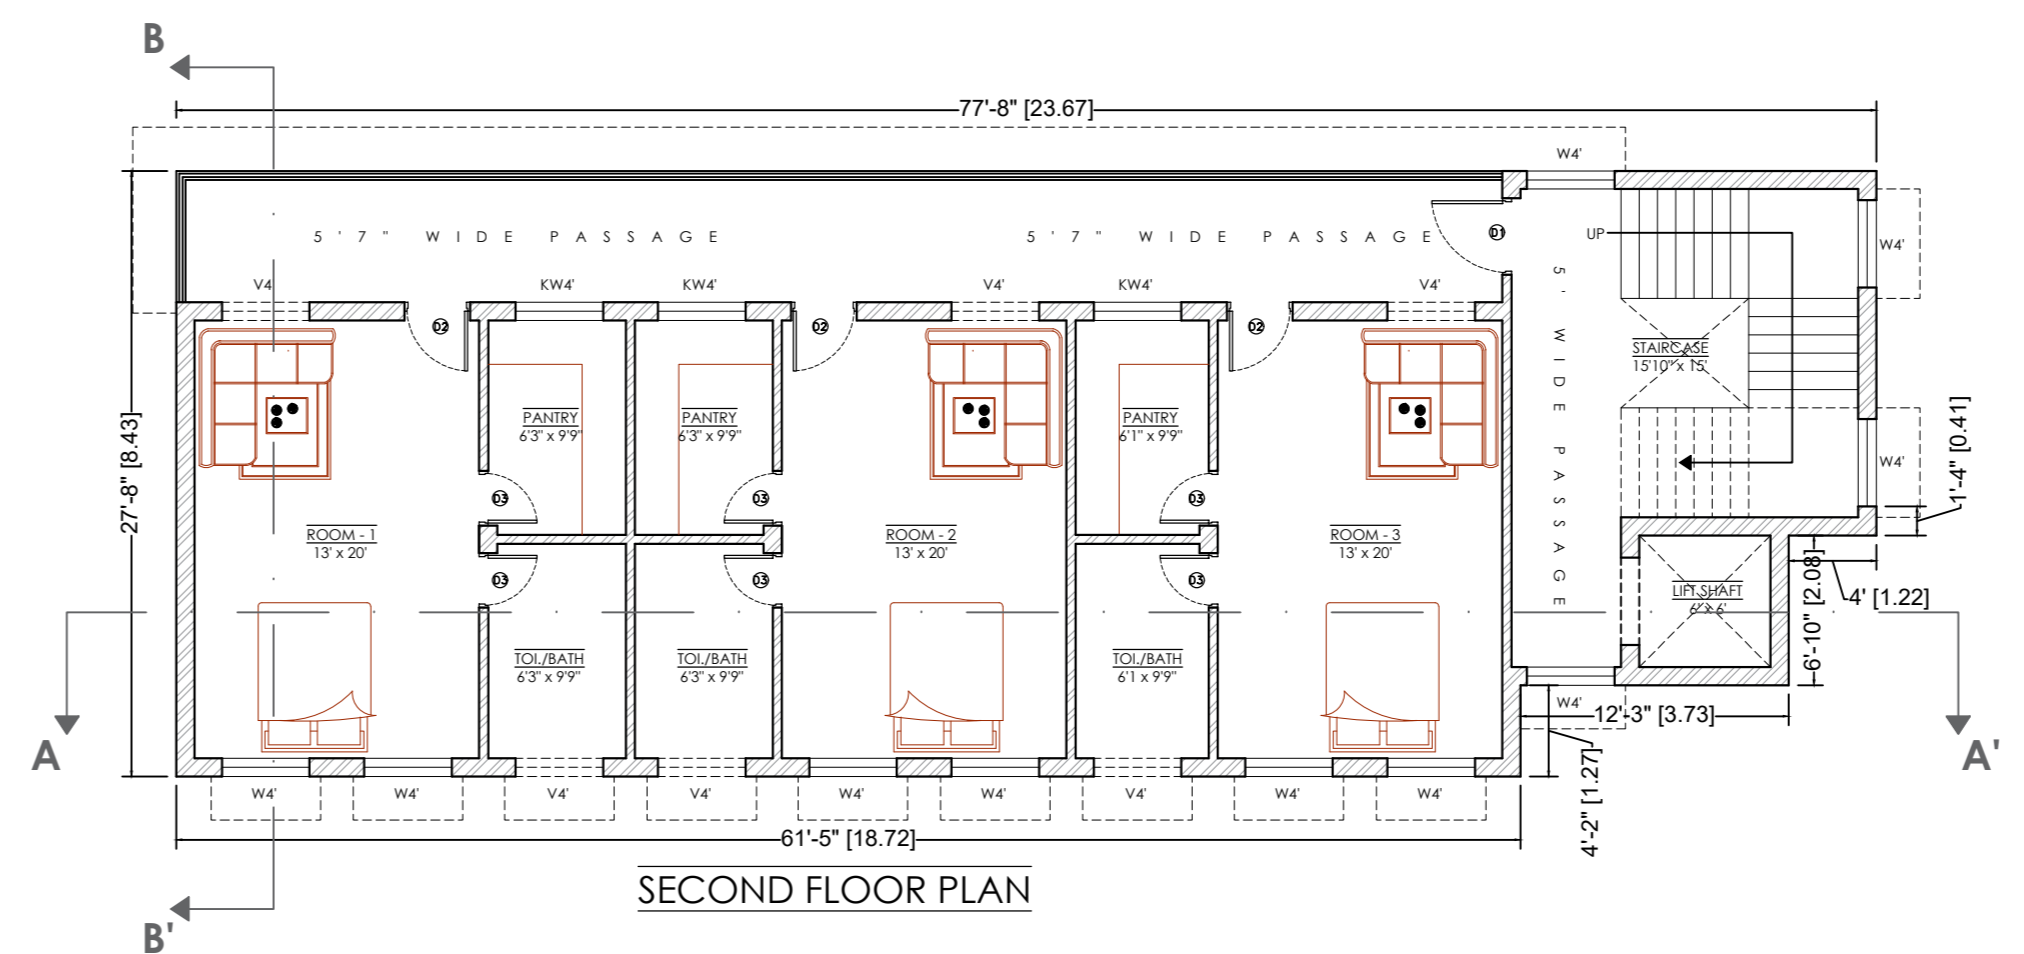 B
77'-8" [23.67]
W4'
5'7" WIDE PASSAGE
5'7" WIDE PASSAGE
D1
UP
W4'
V4
KW4'
KW4'
V4'
KW4'
V4'
D2
D2
D2
5' WIDE PASSAGE
STAIRCASE
15'10" x 15'
27'-8" [8.43]
PANTRY
6'3" x 9'9"
PANTRY
6'3" x 9'9"
PANTRY
6'1" x 9'9"
W4'
1'-4" [0.41]
D3
D3
D3
ROOM - 1
13' x 20'
ROOM - 2
13' x 20'
ROOM - 3
13' x 20'
D3
D3
D3
LIFT SHAFT
6' x 6'
6'-10" [2.08]
4' [1.22]
TOI./BATH
6'3" x 9'9"
TOI./BATH
6'3" x 9'9"
TOI./BATH
6'1 x 9'9"
W4'
12'-3" [3.73]
A
A'
W4'
W4'
V4'
V4'
W4'
W4'
V4'
W4'
W4'
4'-2" [1.27]
61'-5" [18.72]
SECOND FLOOR PLAN
B'